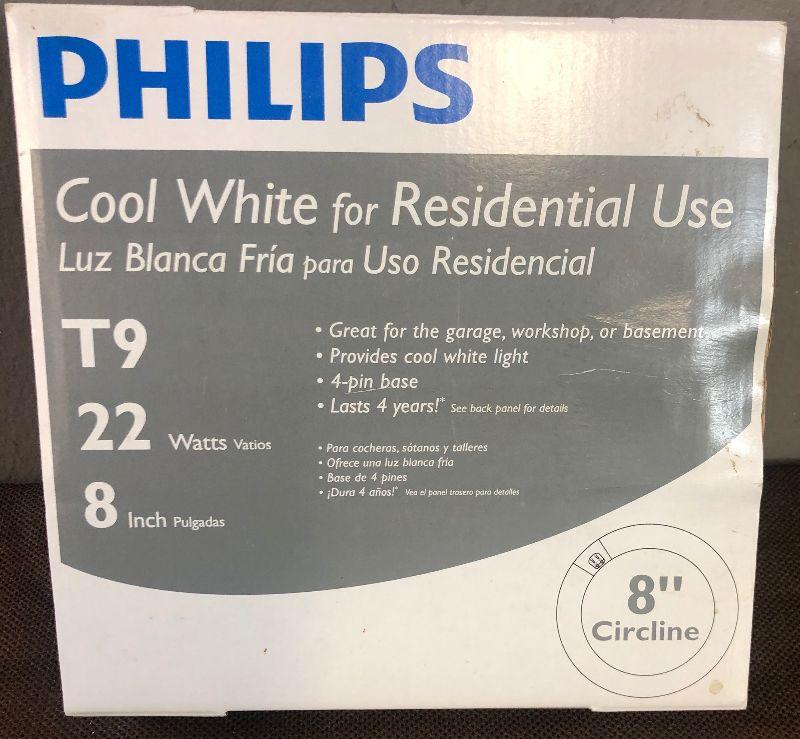 PHILIPS
Cool White for Residential Use
Luz Blanca Fría para Uso Residencial
T9
22 Watts Vatios
8 Inch Pulgadas
• Great for the garage, workshop, or basement
• Provides cool white light
• 4-pin base
• Lasts 4 years!* See back panel for details
• Para cocheras, sótanos y talleres
• Ofrece una luz blanca fría
• Base de 4 pines
• ¡Dura 4 años!* Vea el panel trasero para detalles
8"
Circline